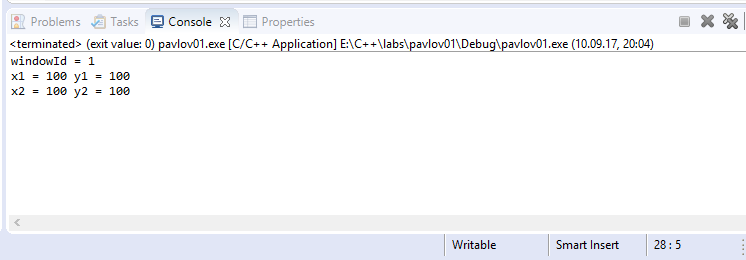 Problems Tasks Console Properties
<terminated> (exit value: 0) pavlov01.exe [C/C++ Application] E:\C++\labs\pavlov01\Debug\pavlov01.exe (10.09.17, 20:04)
windowId = 1
x1 = 100 y1 = 100
x2 = 100 y2 = 100
Writable Smart Insert 28 : 5